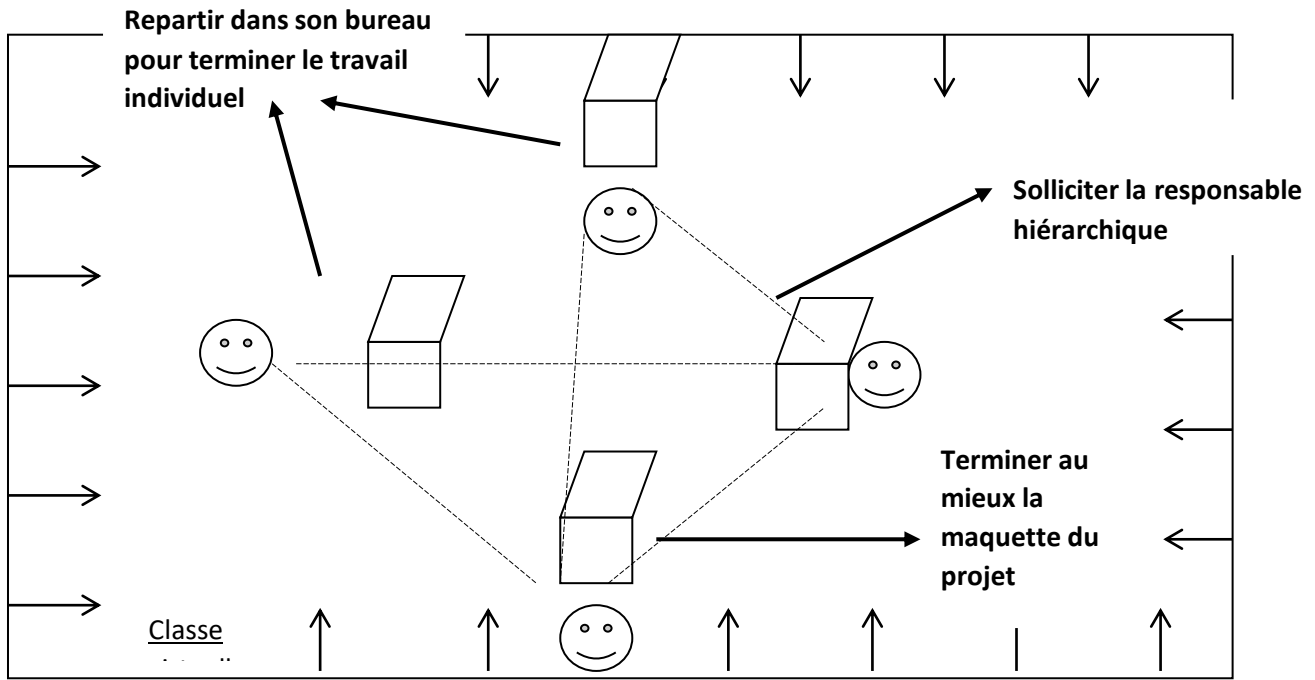 Repartir dans son bureau
pour terminer le travail
individuel
Solliciter la responsable
hiérarchique
Terminer au
mieux la
maquette du
projet
Classe